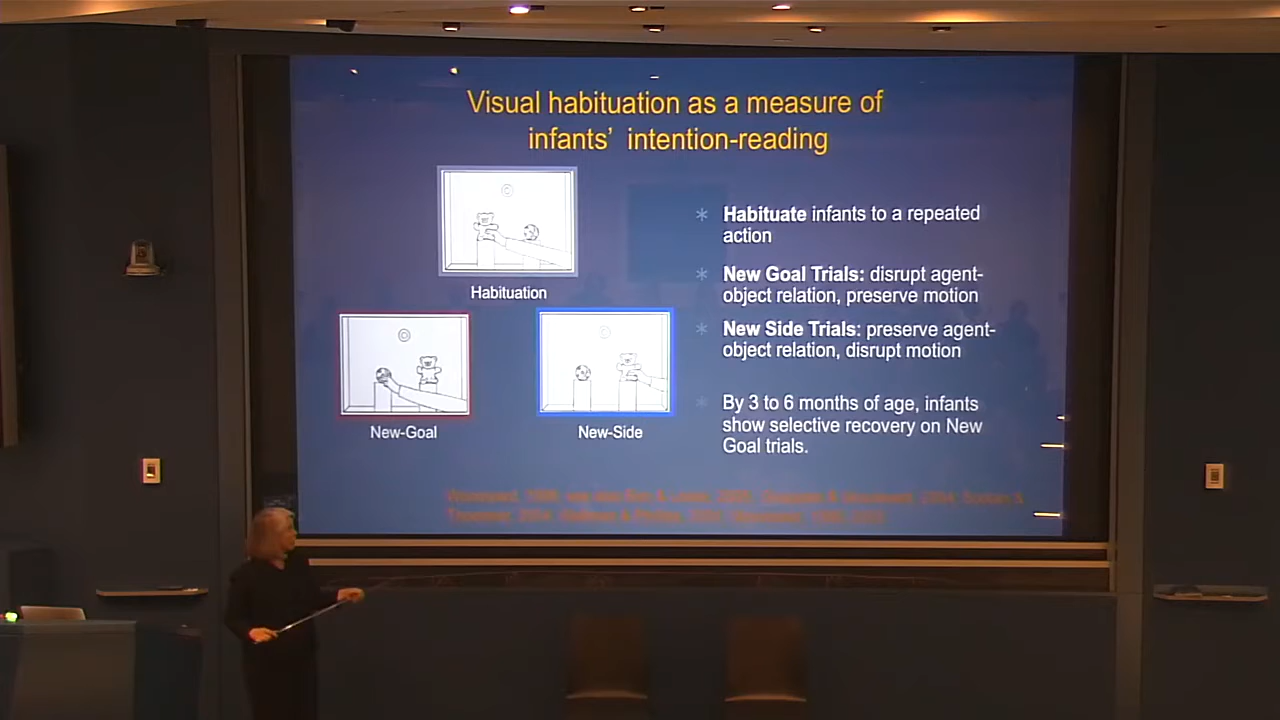 Visual habituation as a measure of
infants' intention-reading
Habituation
New-Goal
New-Side
* Habituate infants to a repeated
action
* New Goal Trials: disrupt agent-
object relation, preserve motion
* New Side Trials: preserve agent-
object relation, disrupt motion
* By 3 to 6 months of age, infants
show selective recovery on New
Goal trials.